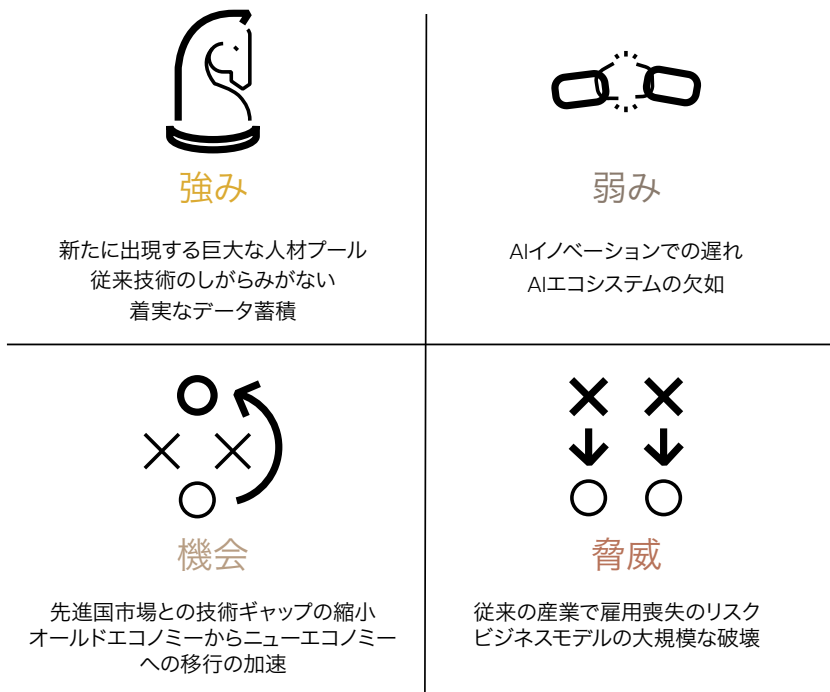 強み
新たに出現する巨大な人材プール
従来技術のしがらみがない
着実なデータ蓄積
弱み
AIイノベーションでの遅れ
AIエコシステムの欠如
機会
先進国市場との技術ギャップの縮小
オールドエコノミーからニューエコノミー
への移行の加速
脅威
従来の産業で雇用喪失のリスク
ビジネスモデルの大規模な破壊